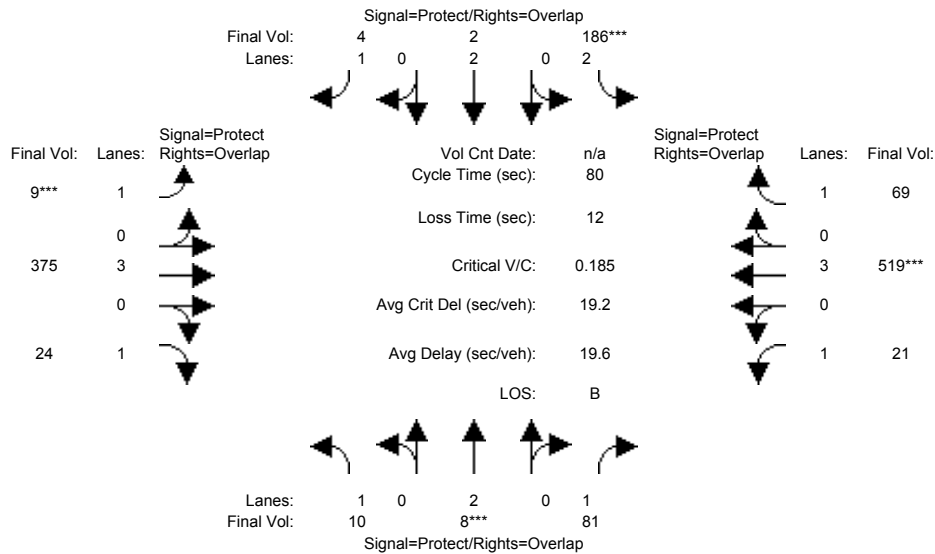 Signal=Protect/Rights=Overlap
Final Vol: 4 2 186***
Lanes: 1 0 2 0 2
Signal=Protect
Final Vol: Lanes: Rights=Overlap
Vol Cnt Date: n/a
Signal=Protect
Rights=Overlap Lanes: Final Vol:
Cycle Time (sec): 80
9*** 1
1 69
Loss Time (sec): 12
0
0
375 3
Critical V/C: 0.185
3 519***
0
Avg Crit Del (sec/veh): 19.2
0
24 1
Avg Delay (sec/veh): 19.6
1 21
LOS: B
Lanes: 1 0 2 0 1
Final Vol: 10 8*** 81
Signal=Protect/Rights=Overlap